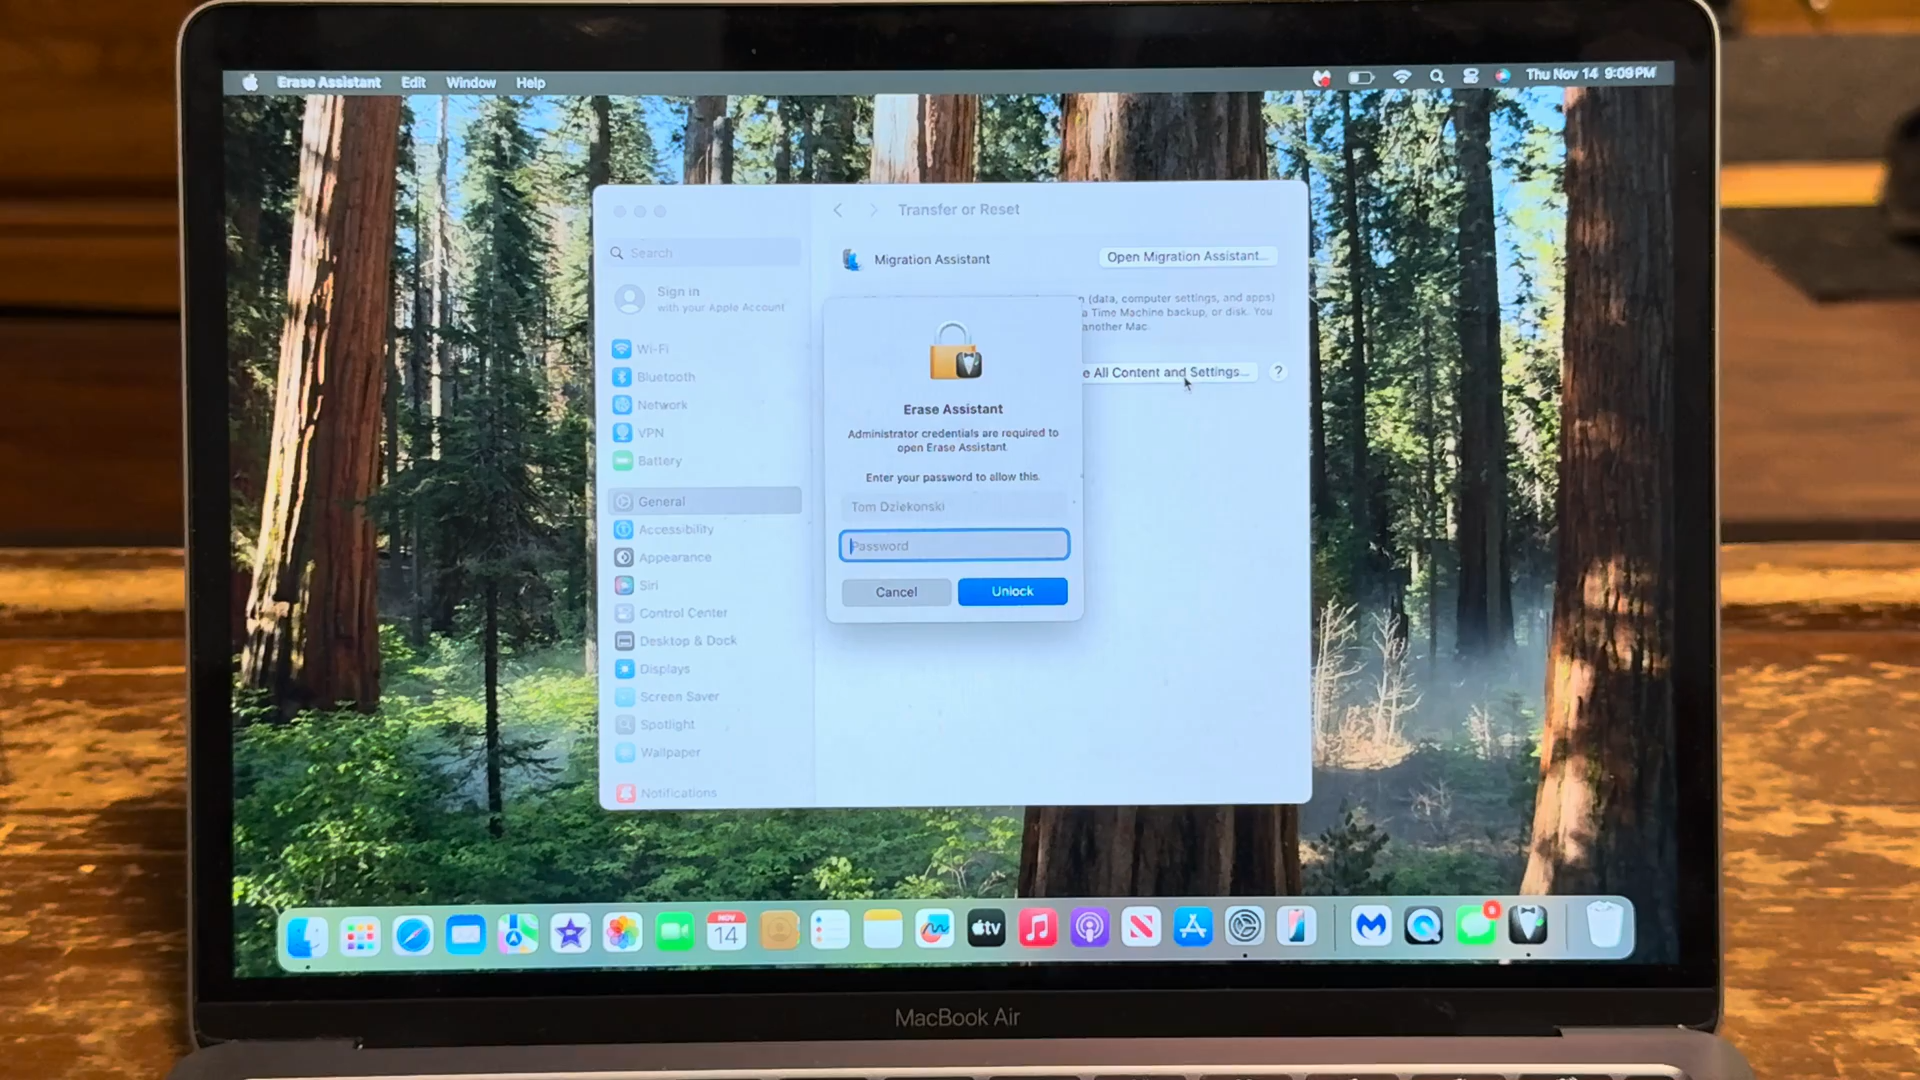 Erase Assistant Edit Window Help
Thu Nov 14 9:09 PM
Transfer or Reset
Search
Migration Assistant
Open Migration Assistant...
Sign in
with your Apple Account
(data, computer settings, and apps)
a Time Machine backup, or disk. You
another Mac.
Wi-Fi
Bluetooth
Network
VPN
Battery
General
Accessibility
Appearance
Siri
Control Center
Desktop & Dock
Displays
Screen Saver
Spotlight
Wallpaper
Notifications
e All Content and Settings...
?
Erase Assistant
Administrator credentials are required to
open Erase Assistant
Enter your password to allow this.
Tom Dziekonski
Password
Cancel Unlock
NOV
14
tv
MacBook Air